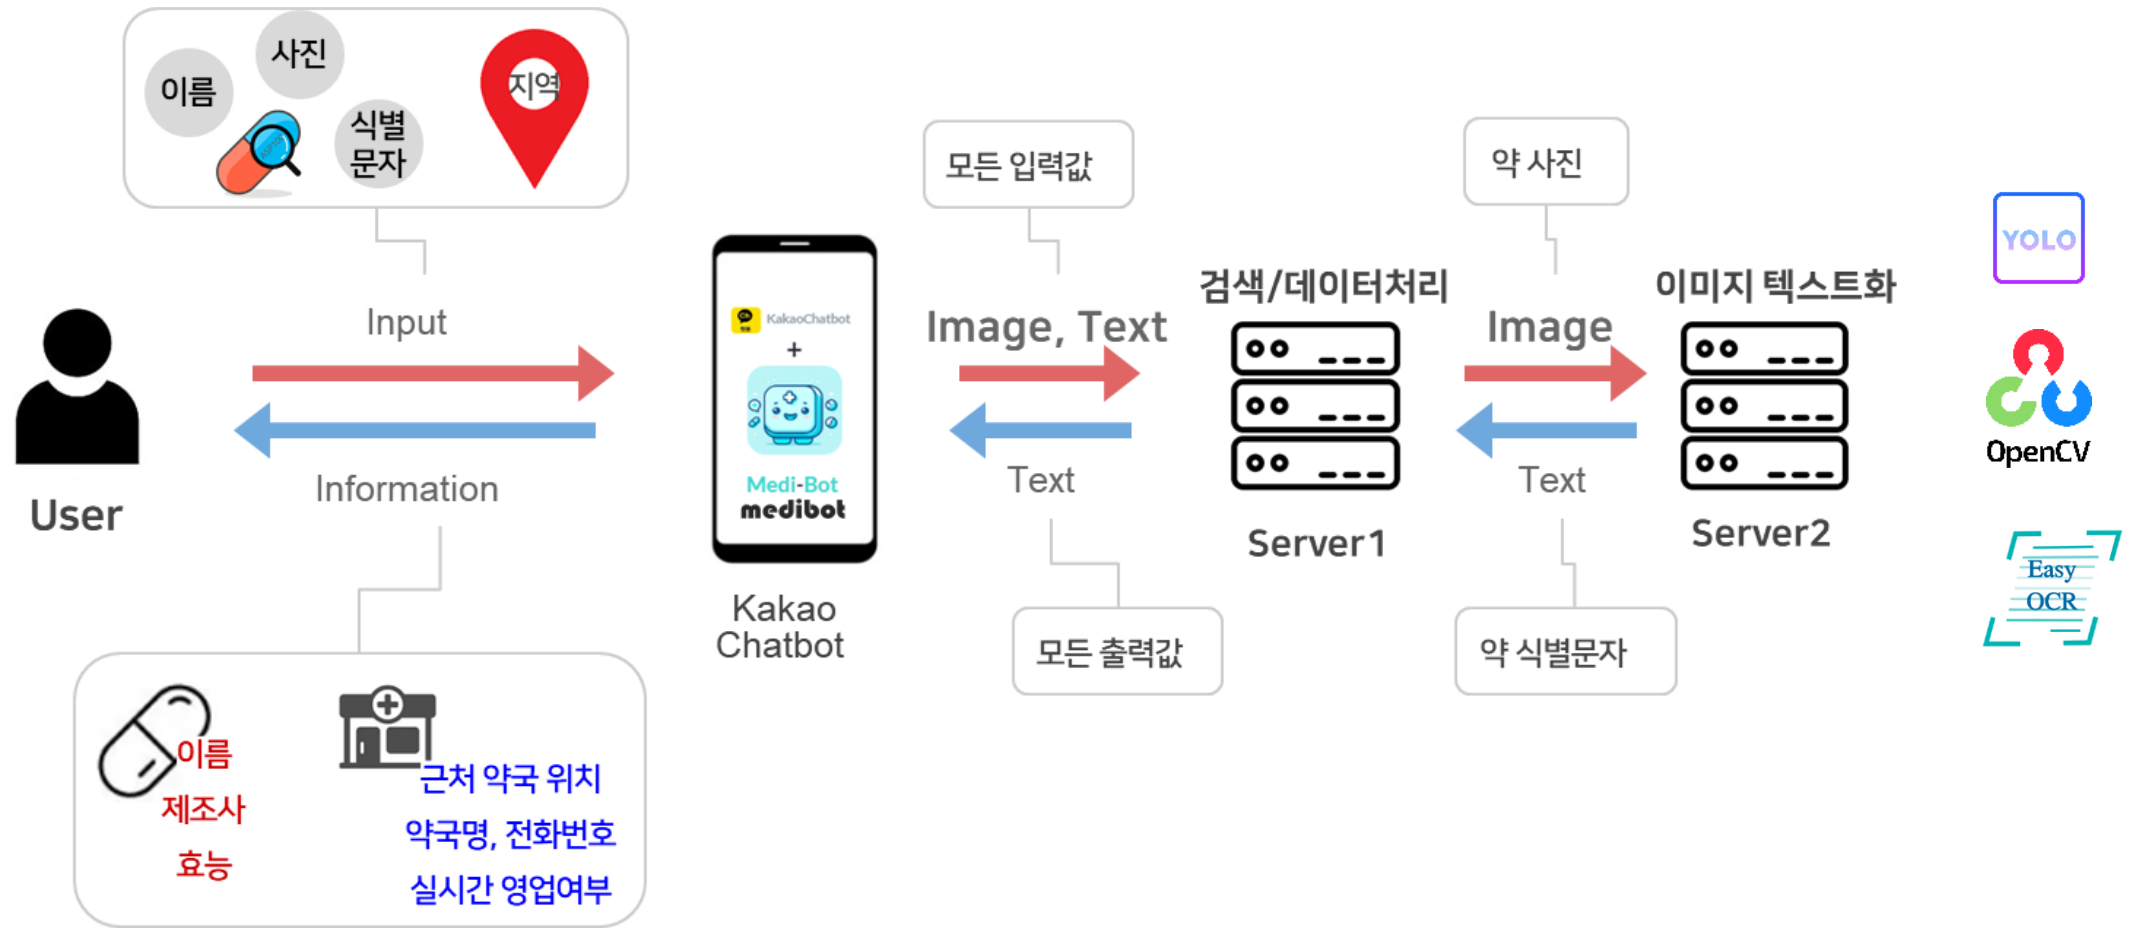 사진
이름
지역
식별
문자
모든 입력값
약 사진
YOLO
검색/데이터처리
이미지 텍스트화
Input
KakaoChatbot
+
Image, Text
Image
OpenCV
Information
Text
Text
Medi-Bot
medibot
User
Server1
Server2
Easy
OCR
Kakao
Chatbot
모든 출력값
약 식별문자
이름
제조사
효능
근처 약국 위치
약국명, 전화번호
실시간 영업여부